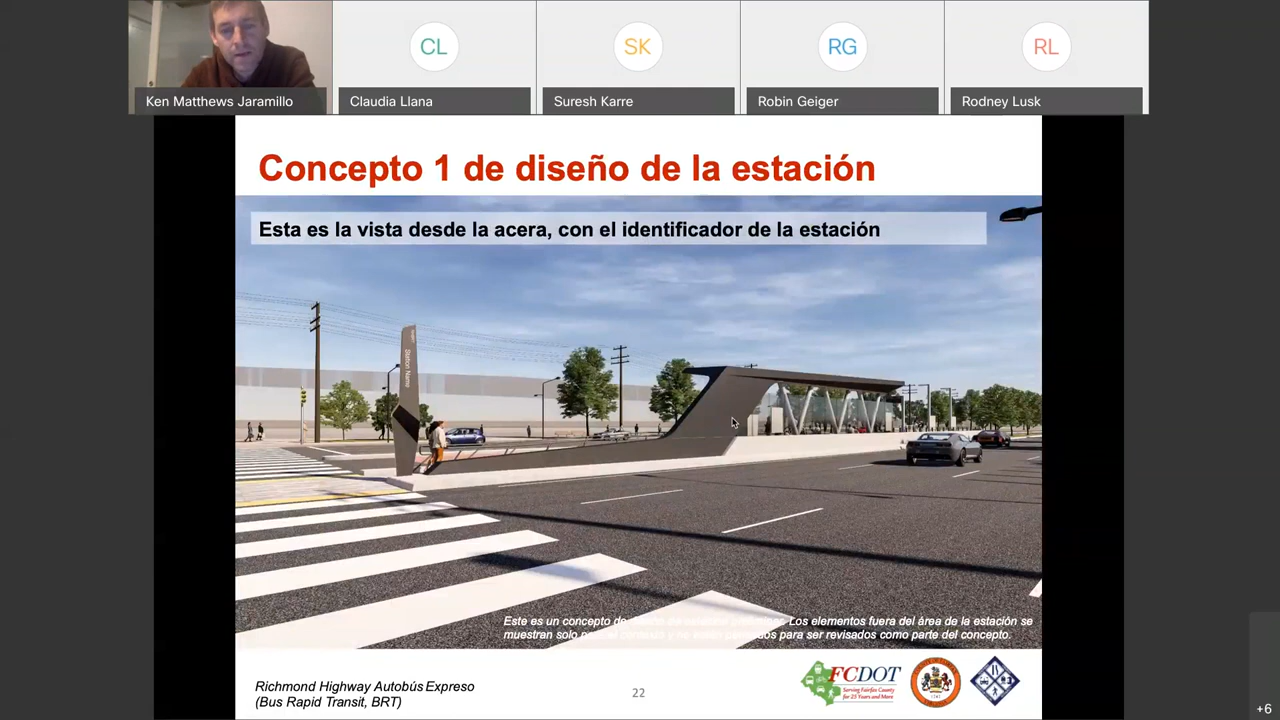 CL
SK
RG
RL
Ken Matthews Jaramillo
Claudia Llana
Suresh Karre
Robin Geiger
Rodney Lusk
Concepto 1 de diseño de la estación
Esta es la vista desde la acera, con el identificador de la estación
Station Name
Este es un concepto de Los elementos fuera del área de la estación se
muestran solo para ser revisados como parte del concepto.
Richmond Highway Autobús Expreso
(Bus Rapid Transit, BRT)
22
FCDOT
Serving Fairfax County
for 25 Years and More
+6